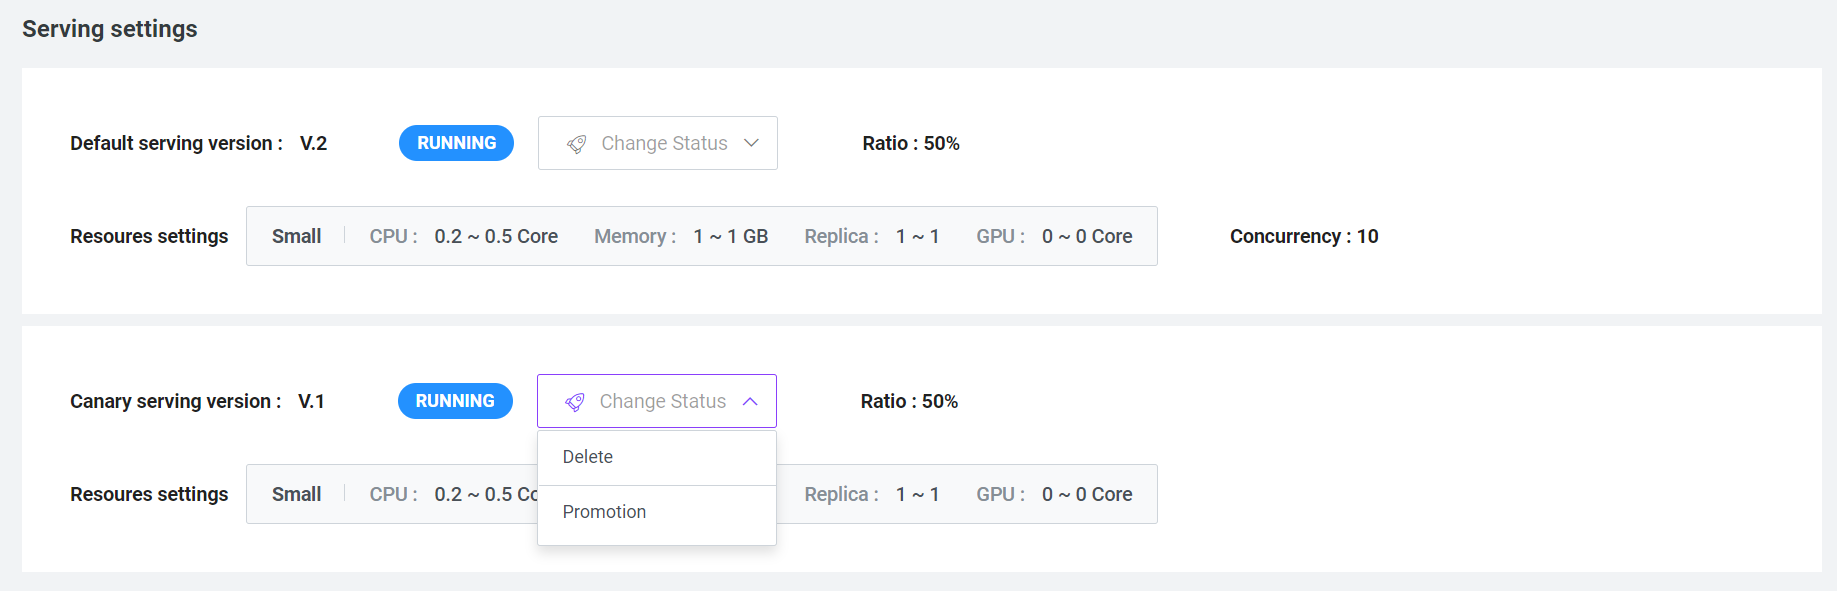 Serving settings
Default serving version : V.2 RUNNING Change Status Ratio : 50%
Resoures settings Small CPU : 0.2 ~ 0.5 Core Memory : 1 ~ 1 GB Replica : 1 ~ 1 GPU : 0 ~ 0 Core Concurrency : 10
Canary serving version : V.1 RUNNING Change Status Ratio : 50%
Delete
Resoures settings Small CPU : 0.2 ~ 0.5 Co Replica : 1 ~ 1 GPU : 0 ~ 0 Core
Promotion